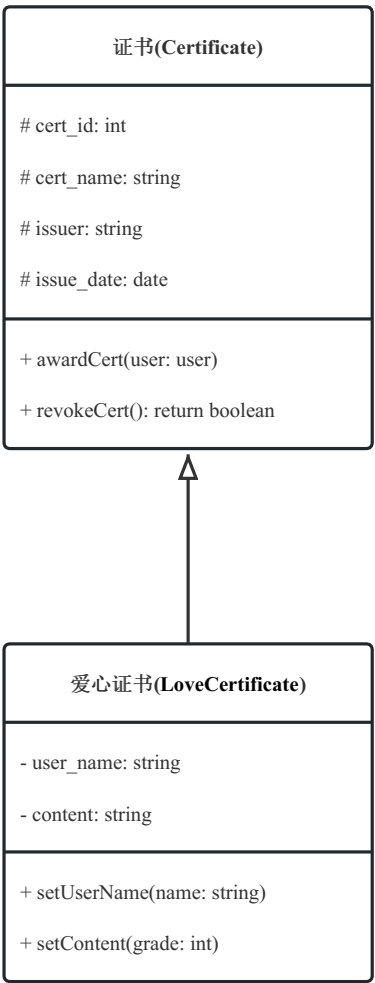 证书(Certificate)
# cert_id: int
# cert_name: string
# issuer: string
# issue_date: date
+ awardCert(user: user)
+ revokeCert(): return boolean
爱心证书(LoveCertificate)
- user_name: string
- content: string
+ setUserName(name: string)
+ setContent(grade: int)